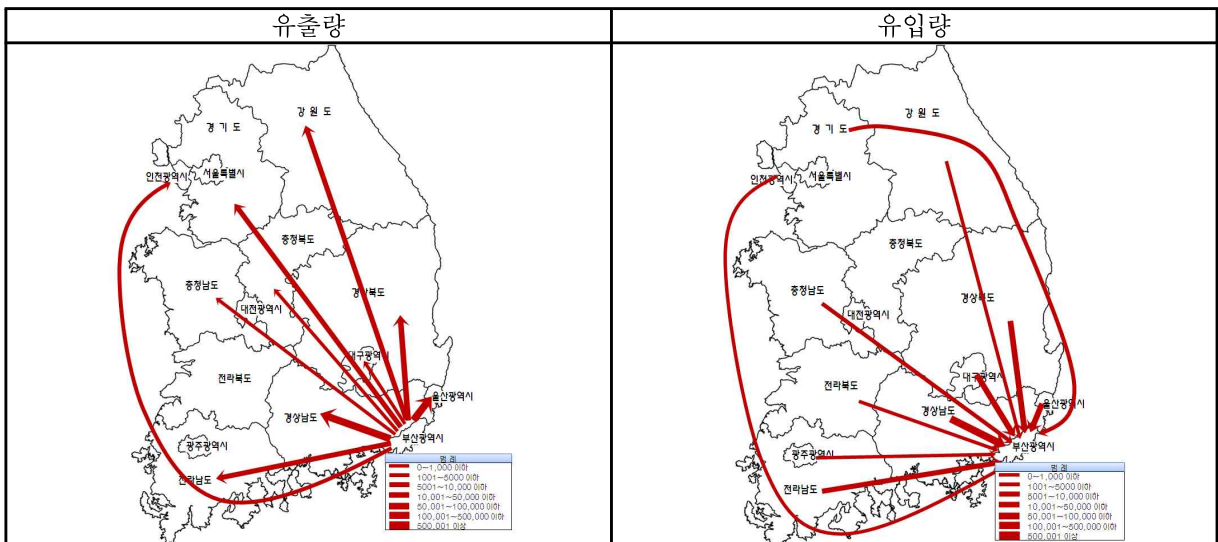 유출량
유입량
강 원 도
경 기 도
인천광역시
서울특별시
충청북도
충청남도
경상북도
대전광역시
대구광역시
전라북도
울산광역시
경상남도
부산광역시
광주광역시
전라남도
범 례
0~1,000 이하
1001~5000 이하
5001~10,000 이하
10,001~50,000 이하
50,001~100,000 이하
100,001~500,000 이하
500,001 이상
강 원 도
경 기 도
인천광역시
서울특별시
충청북도
충청남도
경상북도
대전광역시
대구광역시
전라북도
울산광역시
경상남도
부산광역시
광주광역시
전라남도
범 례
0~1,000 이하
1001~5000 이하
5001~10,000 이하
10,001~50,000 이하
50,001~100,000 이하
100,001~500,000 이하
500,001 이상